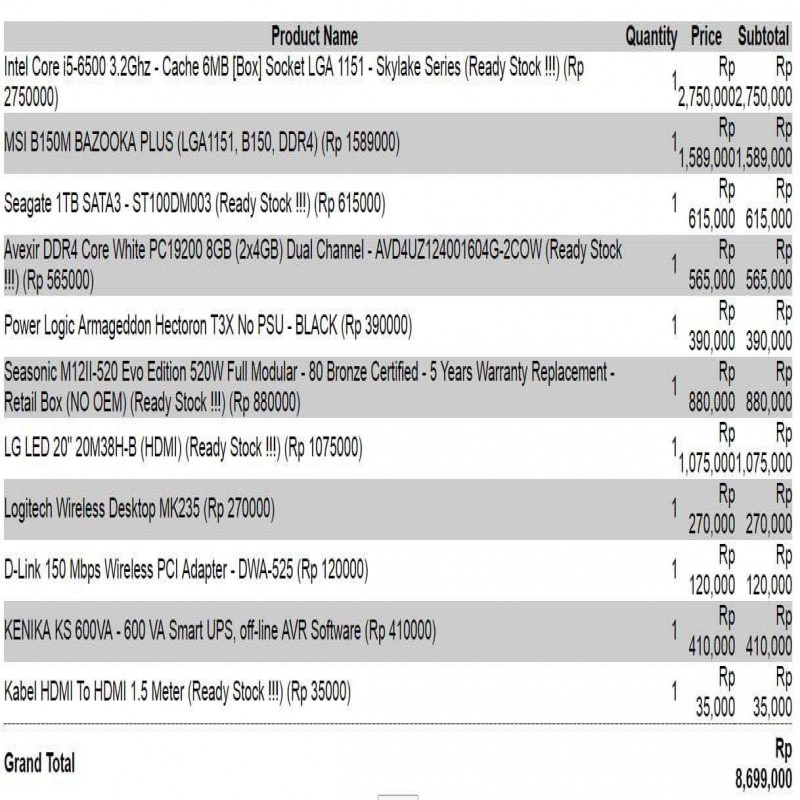 Product Name Quantity Price Subtotal
Intel Core i5-6500 3.2Ghz - Cache 6MB [Box] Socket LGA 1151 - Skylake Series (Ready Stock !!!) (Rp 2750000) 1 Rp 2,750,000 Rp 2,750,000
MSI B150M BAZOOKA PLUS (LGA1151, B150, DDR4) (Rp 1589000) 1 Rp 1,589,000 Rp 1,589,000
Seagate 1TB SATA3 - ST100DM003 (Ready Stock !!!) (Rp 615000) 1 Rp 615,000 Rp 615,000
Avexir DDR4 Core White PC19200 8GB (2x4GB) Dual Channel - AVD4UZ124001604G-2COW (Ready Stock !!!) (Rp 565000) 1 Rp 565,000 Rp 565,000
Power Logic Armageddon Hectoron T3X No PSU - BLACK (Rp 390000) 1 Rp 390,000 Rp 390,000
Seasonic M12II-520 Evo Edition 520W Full Modular - 80 Bronze Certified - 5 Years Warranty Replacement - Retail Box (NO OEM) (Ready Stock !!!) (Rp 880000) 1 Rp 880,000 Rp 880,000
LG LED 20" 20M38H-B (HDMI) (Ready Stock !!!) (Rp 1075000) 1 Rp 1,075,000 Rp 1,075,000
Logitech Wireless Desktop MK235 (Rp 270000) 1 Rp 270,000 Rp 270,000
D-Link 150 Mbps Wireless PCI Adapter - DWA-525 (Rp 120000) 1 Rp 120,000 Rp 120,000
KENIKA KS 600VA - 600 VA Smart UPS, off-line AVR Software (Rp 410000) 1 Rp 410,000 Rp 410,000
Kabel HDMI To HDMI 1.5 Meter (Ready Stock !!!) (Rp 35000) 1 Rp 35,000 Rp 35,000
Grand Total Rp 8,699,000